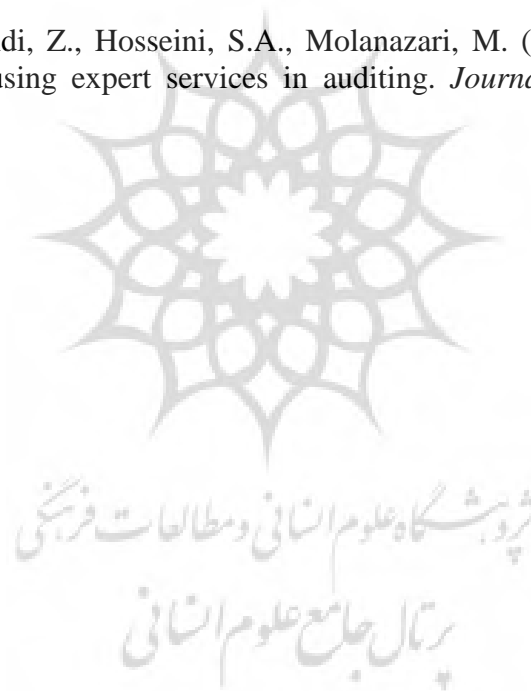 di, Z., Hosseini, S.A., Molanazari, M. (
using expert services in auditing. Journa
پژوهشگاه علوم انسانی و مطالعات فرهنگی
پرتال جامع علوم انسانی